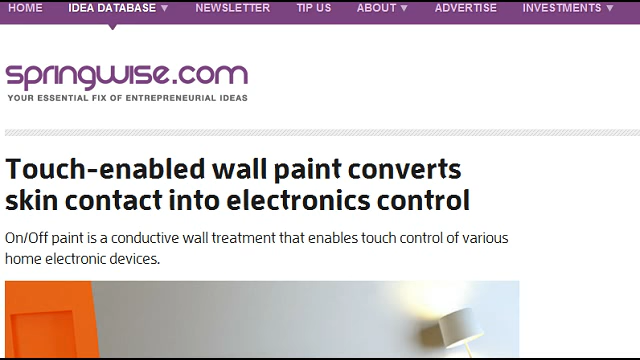 HOME IDEA DATABASE ▼ NEWSLETTER TIP US ABOUT ▼ ADVERTISE INVESTMENTS ▼
springwise.com
YOUR ESSENTIAL FIX OF ENTREPRENEURIAL IDEAS
Touch-enabled wall paint converts
skin contact into electronics control
On/Off paint is a conductive wall treatment that enables touch control of various
home electronic devices.